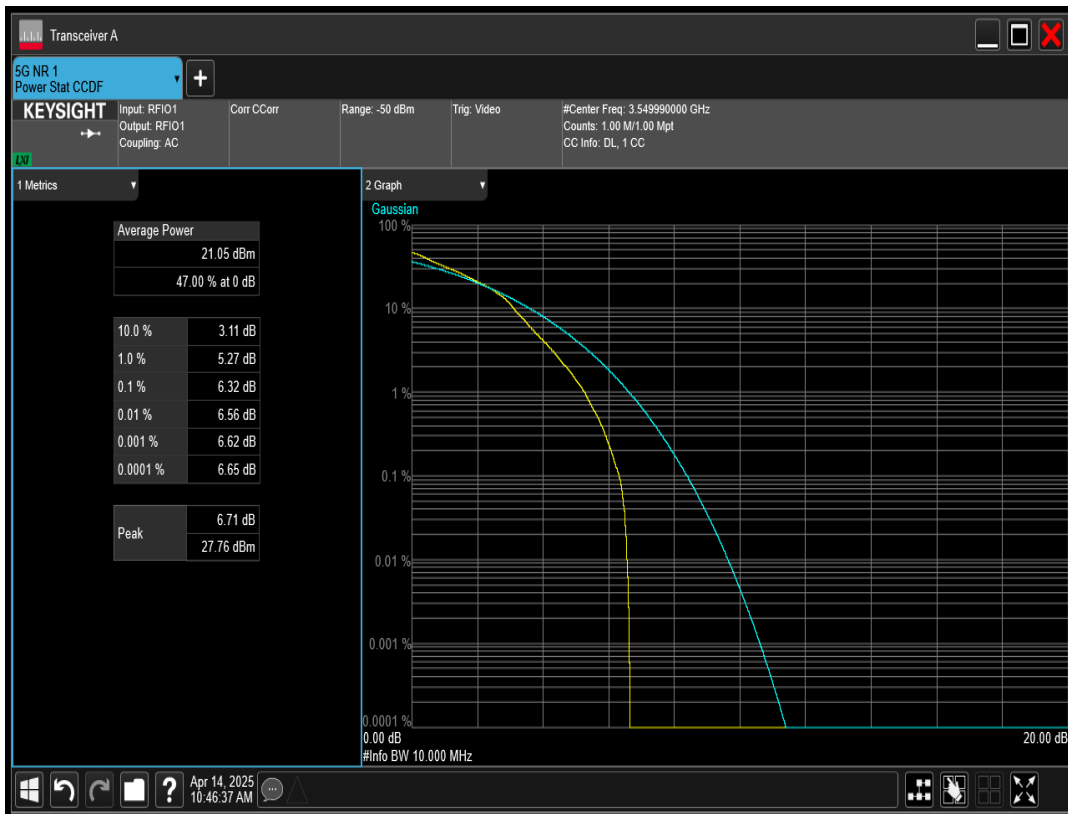 Transceiver A
5G NR 1
Power Stat CCDF
+
KEYSIGHT
LXI
Input: RFIO1
Output: RFIO1
Coupling: AC
Corr CCorr
Range: -50 dBm
Trig: Video
#Center Freq: 3.549990000 GHz
Counts: 1.00 M/1.00 Mpt
CC Info: DL, 1 CC
1 Metrics
Average Power
21.05 dBm
47.00 % at 0 dB
10.0 % 3.11 dB
1.0 % 5.27 dB
0.1 % 6.32 dB
0.01 % 6.56 dB
0.001 % 6.62 dB
0.0001 % 6.65 dB
Peak
6.71 dB
27.76 dBm
2 Graph
Gaussian
100 %
10 %
1 %
0.1 %
0.01 %
0.001 %
0.0001 %
0.00 dB 20.00 dB
#Info BW 10.000 MHz
?
Apr 14, 2025
10:46:37 AM